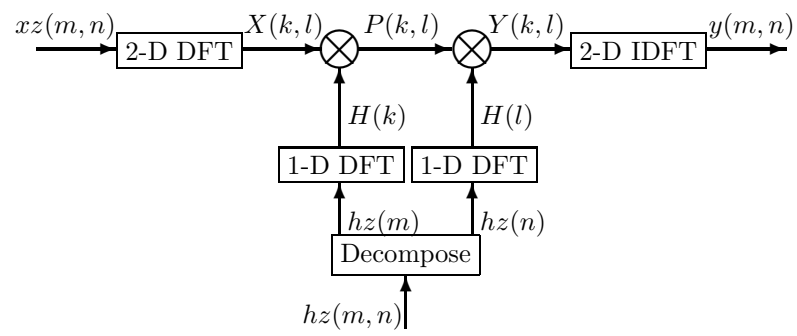 xz(m, n) X(k, l) P(k, l) Y(k, l) y(m, n)
2-D DFT 2-D IDFT
H(k) H(l)
1-D DFT 1-D DFT
hz(m) hz(n)
Decompose
hz(m, n)